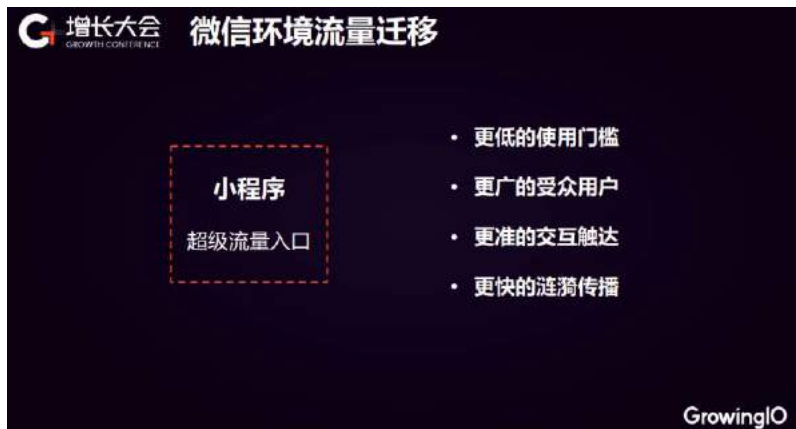 增长大会
GROWTH CONFERENCE
微信环境流量迁移
小程序
超级流量入口
• 更低的使用门槛
• 更广的受众用户
• 更准的交互触达
• 更快的涟漪传播
GrowingIO